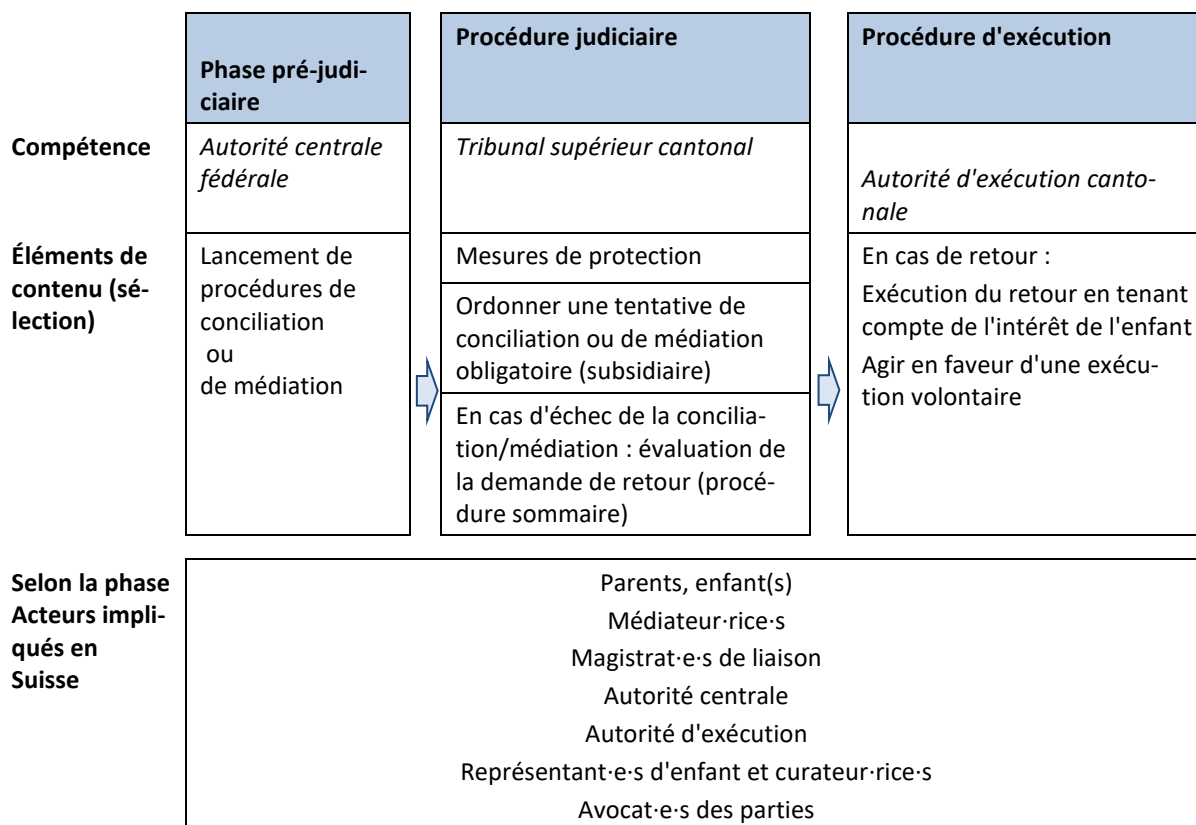 Phase pré-judi-
ciaire
Procédure judiciaire
Procédure d'exécution
Compétence
Autorité centrale
fédérale
Tribunal supérieur cantonal
Autorité d'exécution canto-
nale
Éléments de
contenu (sé-
lection)
Lancement de
procédures de
conciliation
ou
de médiation
Mesures de protection
Ordonner une tentative de
conciliation ou de médiation
obligatoire (subsidiaire)
En cas d'échec de la concilia-
tion/médiation : évaluation de
la demande de retour (procé-
dure sommaire)
En cas de retour :
Exécution du retour en tenant
compte de l'intérêt de l'enfant
Agir en faveur d'une exécu-
tion volontaire
Selon la phase
Acteurs impli-
qués en
Suisse
Parents, enfant(s)
Médiateur·rice·s
Magistrat·e·s de liaison
Autorité centrale
Autorité d'exécution
Représentant·e·s d'enfant et curateur·rice·s
Avocat·e·s des parties